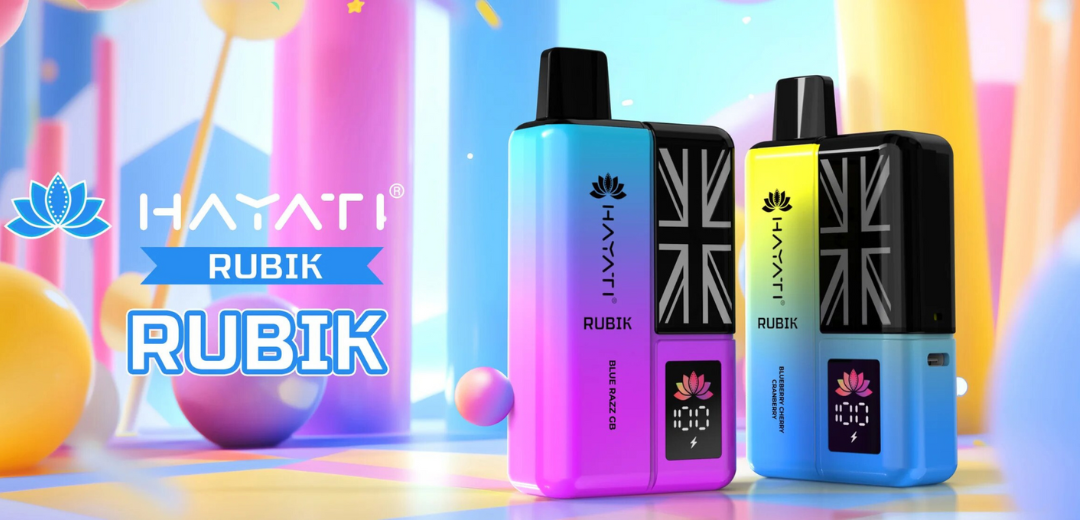 HAYATI®
RUBIK
RUBIK
HAYATI®
RUBIK
BLUE RAZZ GB
100
HAYATI®
RUBIK
BLUEBERRY CHERRY
CRANBERRY
100